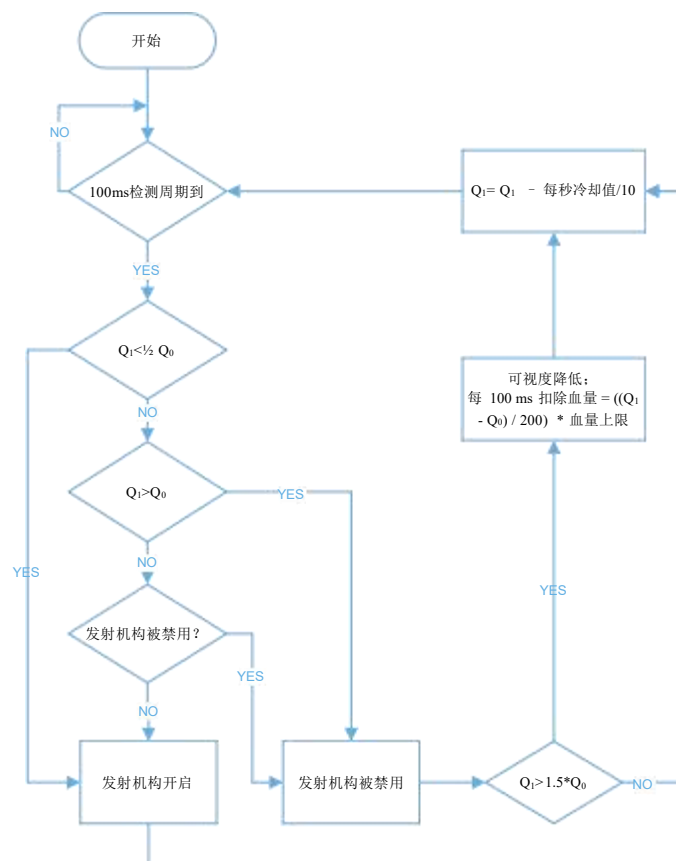 开始
NO
100ms检测周期到
Q₁= Q₁ - 每秒冷却值/10
YES
Q₁<½ Q₀
可视度降低；
每 100 ms 扣除血量 = ((Q₁
- Q₀) / 200) * 血量上限
NO
Q₁>Q₀
YES
NO
YES
YES
发射机构被禁用？
YES
NO
发射机构开启
发射机构被禁用
Q₁>1.5*Q₀
NO